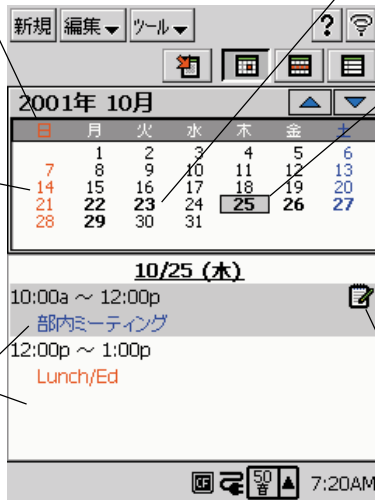 新規 編集 ツール ?
2001年 10月
日 月 火 水 木 金 土
1 2 3 4 5 6
7 8 9 10 11 12 13
14 15 16 17 18 19 20
21 22 23 24 25 26 27
28 29 30 31
10/25 (木)
10:00a ～ 12:00p
部内ミーティング
12:00p ～ 1:00p
Lunch/Ed
CF 50音 7:20AM